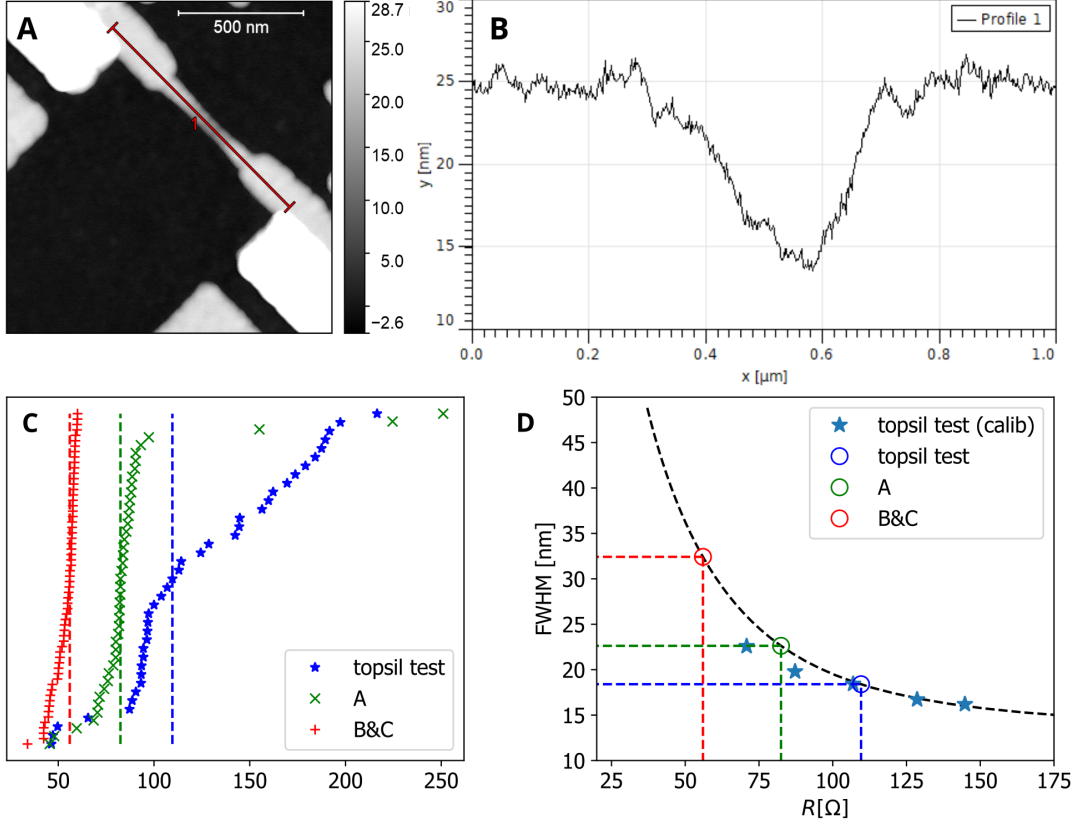 A
500 nm
1
28.7
25.0
20.0
15.0
10.0
5.0
−2.6
B
Profile 1
30
25
20
15
10
y [nm]
0.0 0.2 0.4 0.6 0.8 1.0
x [µm]
C
topsil test
A
B&C
50 100 150 200 250
D
topsil test (calib)
topsil test
A
B&C
50
45
40
35
30
25
20
15
10
FWHM [nm]
25 50 75 100 125 150 175
R[Ω]